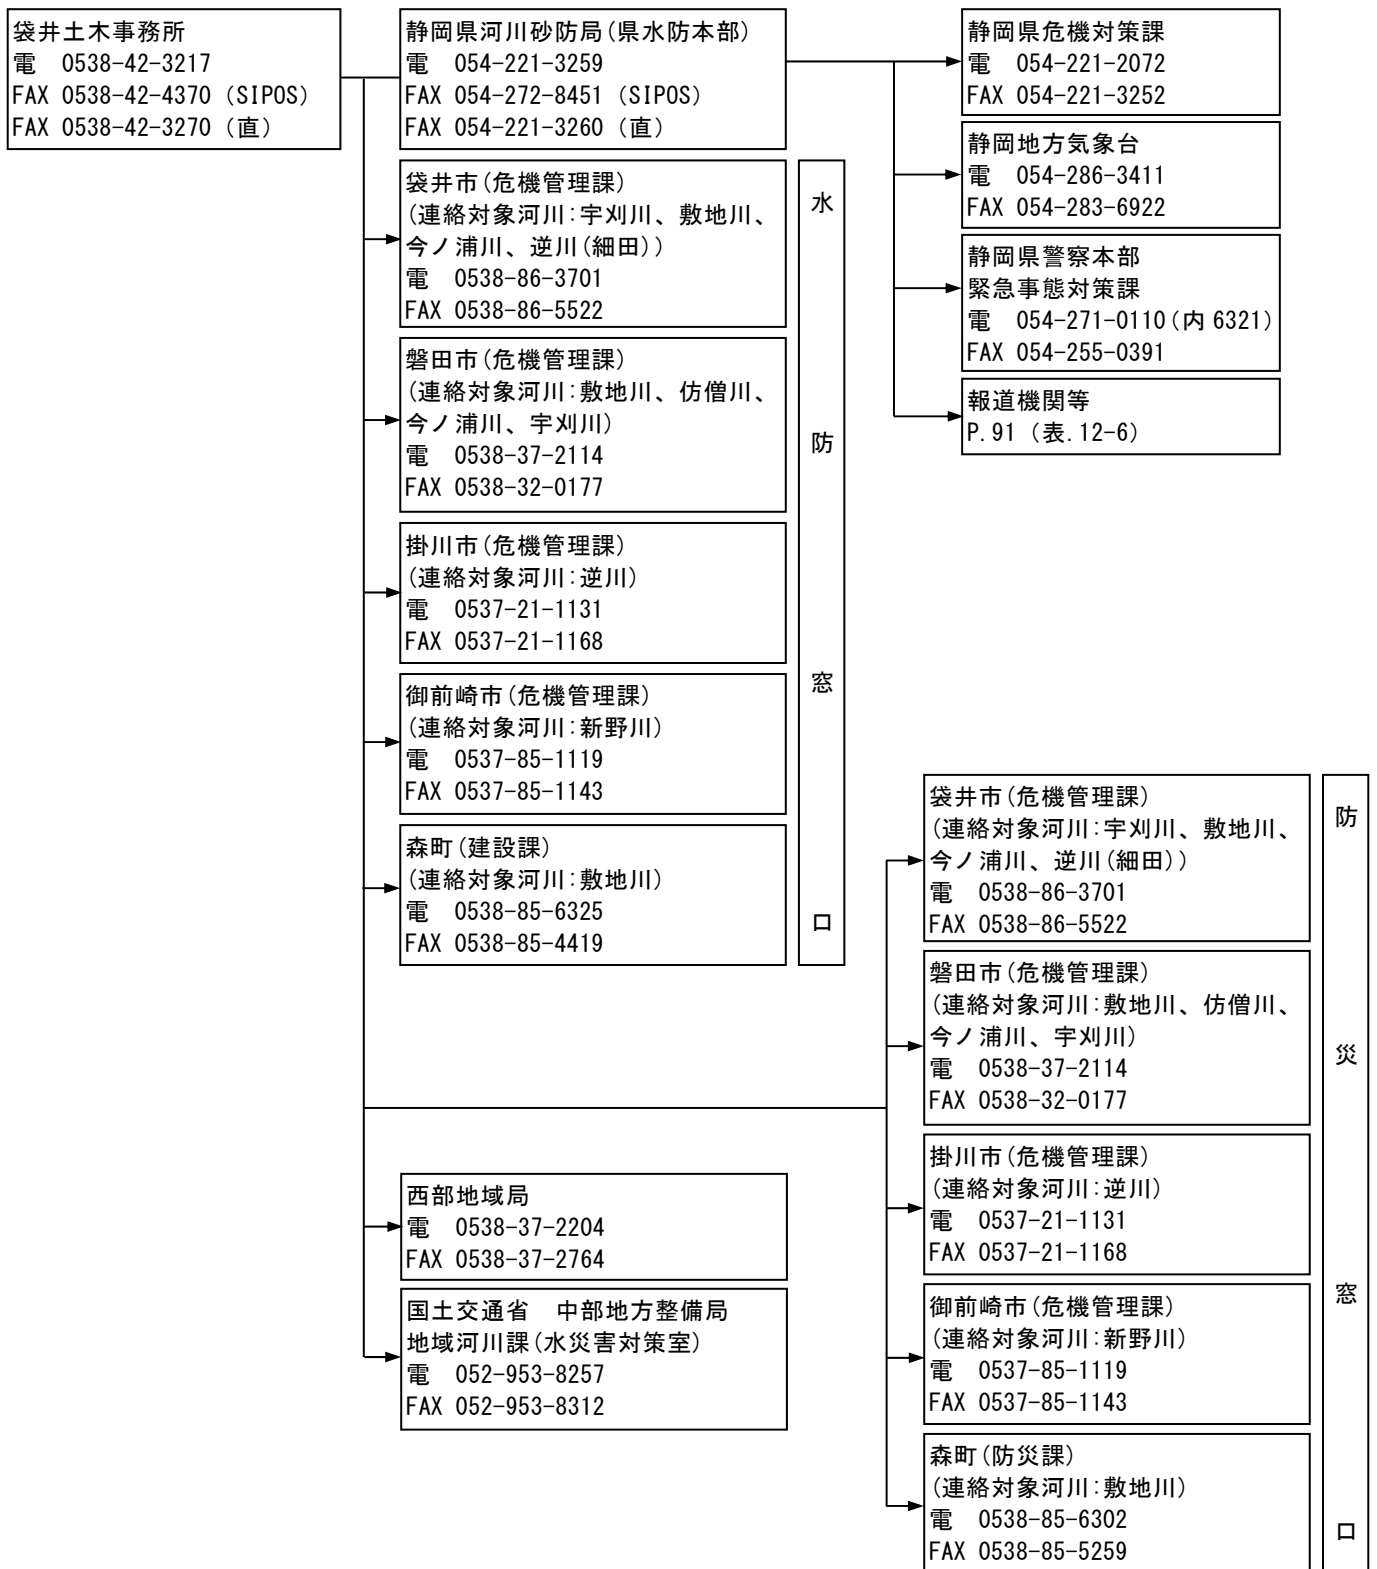 袋井土木事務所
電　0538-42-3217
FAX 0538-42-4370（SIPOS）
FAX 0538-42-3270（直）
静岡県河川砂防局(県水防本部)
電　054-221-3259
FAX 054-272-8451（SIPOS）
FAX 054-221-3260（直）
静岡県危機対策課
電　054-221-2072
FAX 054-221-3252
静岡地方気象台
電　054-286-3411
FAX 054-283-6922
静岡県警察本部
緊急事態対策課
電　054-271-0110(内 6321)
FAX 054-255-0391
報道機関等
P.91（表.12-6）
袋井市(危機管理課)
(連絡対象河川:宇刈川、敷地川、
今ノ浦川、逆川(細田))
電　0538-86-3701
FAX 0538-86-5522
磐田市(危機管理課)
(連絡対象河川:敷地川、仿僧川、
今ノ浦川、宇刈川)
電　0538-37-2114
FAX 0538-32-0177
掛川市(危機管理課)
(連絡対象河川:逆川)
電　0537-21-1131
FAX 0537-21-1168
御前崎市(危機管理課)
(連絡対象河川:新野川)
電　0537-85-1119
FAX 0537-85-1143
森町(建設課)
(連絡対象河川:敷地川)
電　0538-85-6325
FAX 0538-85-4419
水防窓口
西部地域局
電　0538-37-2204
FAX 0538-37-2764
国土交通省　中部地方整備局
地域河川課(水災害対策室)
電　052-953-8257
FAX 052-953-8312
袋井市(危機管理課)
(連絡対象河川:宇刈川、敷地川、
今ノ浦川、逆川(細田))
電　0538-86-3701
FAX 0538-86-5522
磐田市(危機管理課)
(連絡対象河川:敷地川、仿僧川、
今ノ浦川、宇刈川)
電　0538-37-2114
FAX 0538-32-0177
掛川市(危機管理課)
(連絡対象河川:逆川)
電　0537-21-1131
FAX 0537-21-1168
御前崎市(危機管理課)
(連絡対象河川:新野川)
電　0537-85-1119
FAX 0537-85-1143
森町(防災課)
(連絡対象河川:敷地川)
電　0538-85-6302
FAX 0538-85-5259
防災窓口